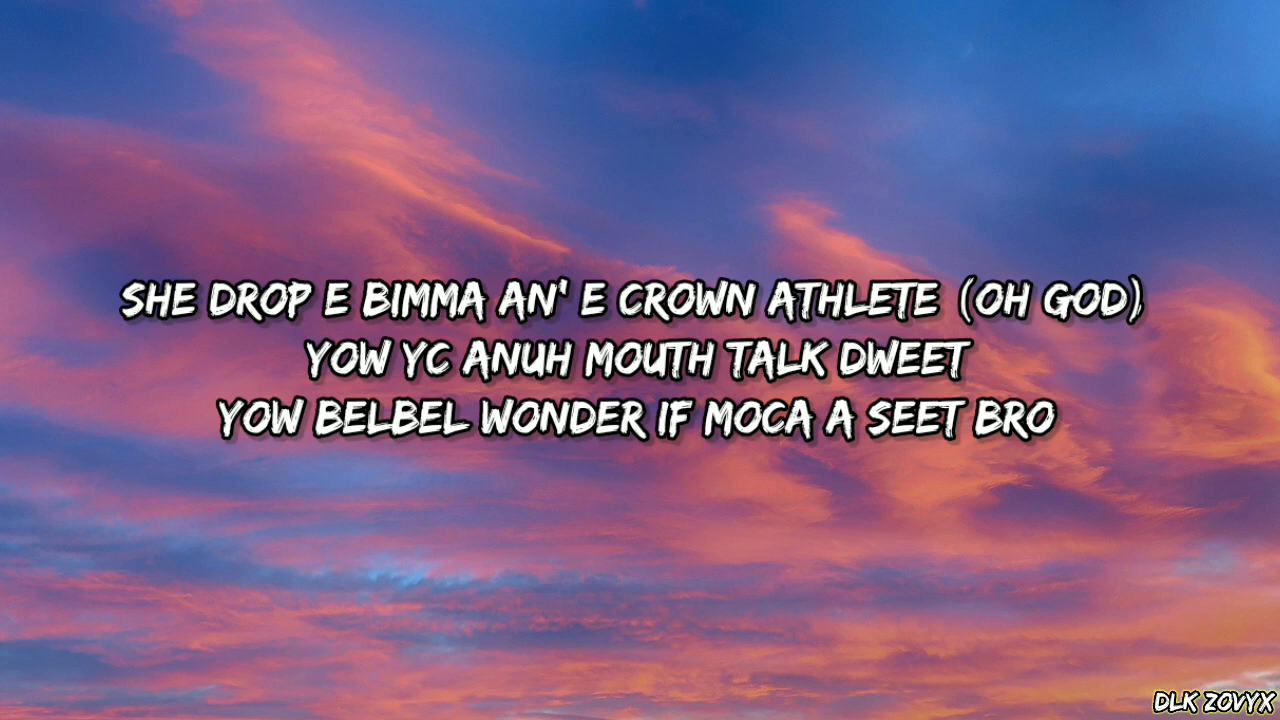 SHE DROP E BIMMA AN' E CROWN ATHLETE (OH GOD)
YOW YC ANUH MOUTH TALK DWEET
YOW BELBEL WONDER IF MOCA A SEET BRO
DLK ZOVYX